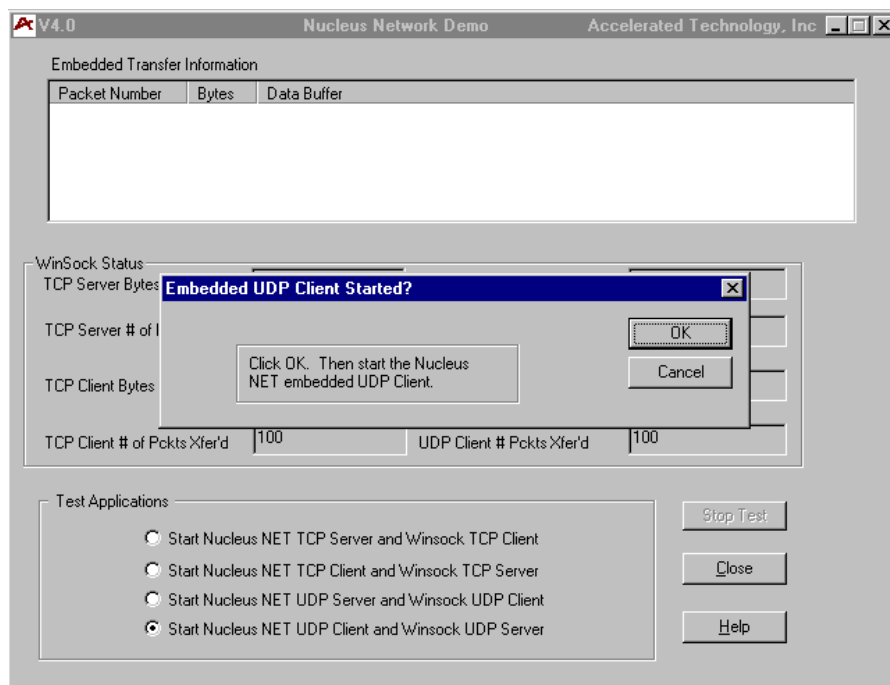 V4.0 Nucleus Network Demo Accelerated Technology, Inc
Embedded Transfer Information
Packet Number Bytes Data Buffer
WinSock Status
TCP Server Bytes
Embedded UDP Client Started?
TCP Server # of
OK
Click OK. Then start the Nucleus
NET embedded UDP Client.
Cancel
TCP Client Bytes
TCP Client # of Pckts Xfer'd 100 UDP Client # Pckts Xfer'd 100
Test Applications
Stop Test
Start Nucleus NET TCP Server and Winsock TCP Client
Start Nucleus NET TCP Client and Winsock TCP Server
Close
Start Nucleus NET UDP Server and Winsock UDP Client
Start Nucleus NET UDP Client and Winsock UDP Server
Help